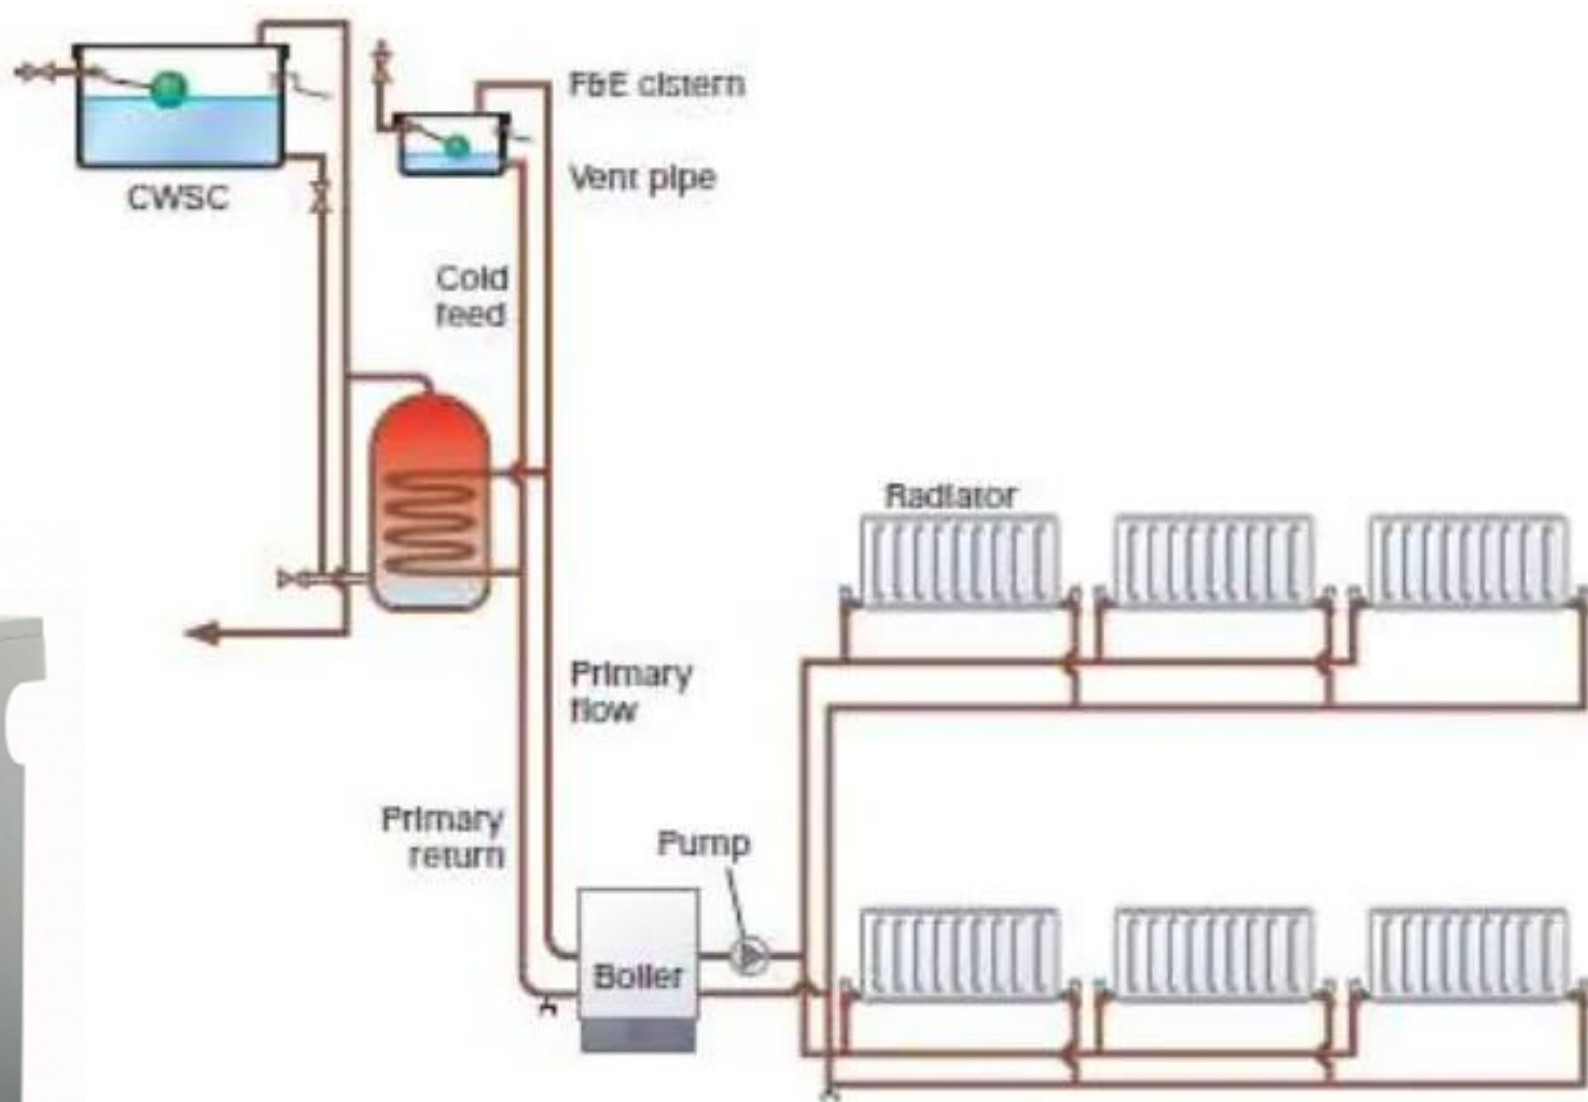 F&E cistern
Vent pipe
CWSC
Cold
feed
Radiator
Primary
flow
Primary
return
Pump
Boiler